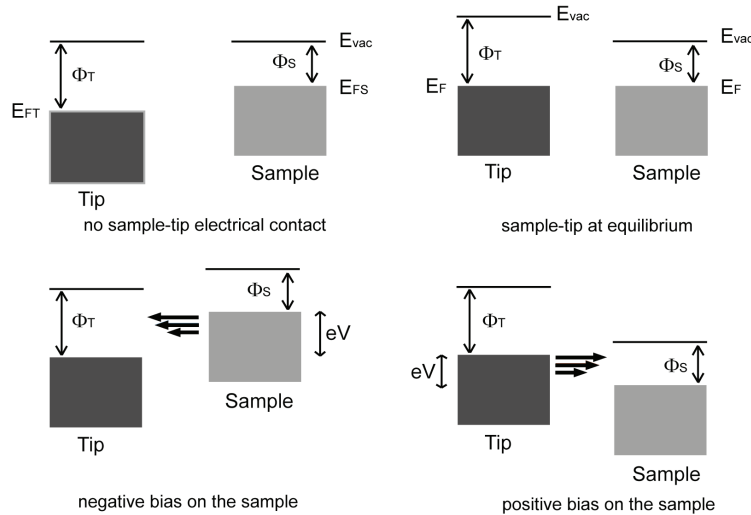 Evac
ΦT
ΦS
EFT
EFS
Tip
Sample
no sample-tip electrical contact
Evac
Evac
ΦT
ΦS
EF
EF
Tip
Sample
sample-tip at equilibrium
ΦT
ΦS
eV
Tip
Sample
negative bias on the sample
ΦT
ΦS
eV
Tip
Sample
positive bias on the sample